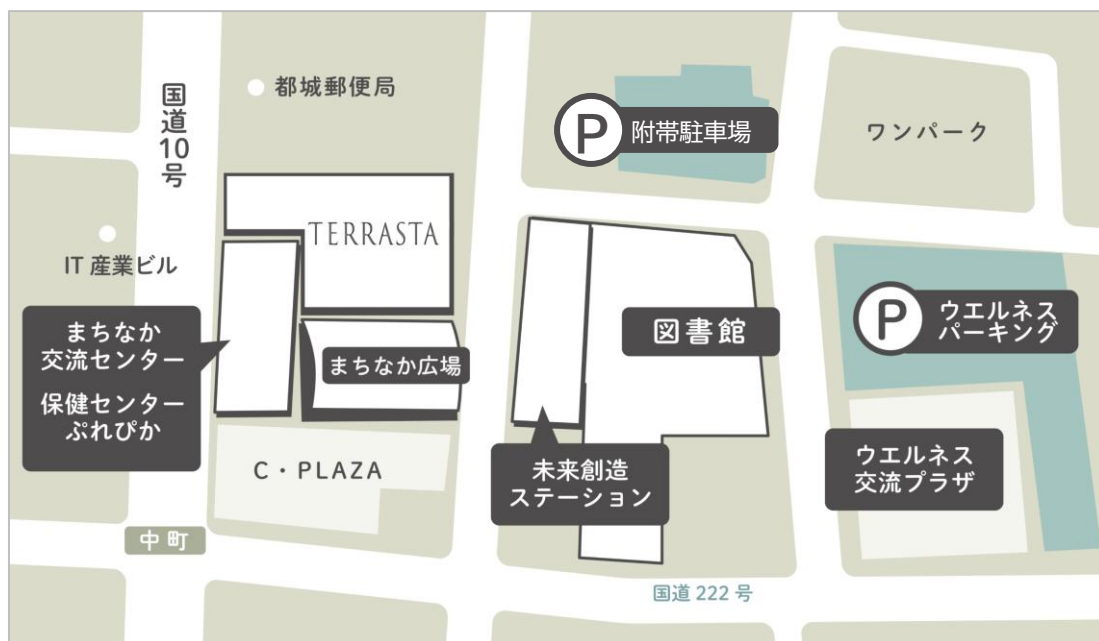 国道10号
都城郵便局
P 附帯駐車場
ワンパーク
TERRASTA
IT 産業ビル
まちなか
交流センター
保健センター
ぷれぴか
まちなか広場
図書館
P ウエルネス
パーキング
C・PLAZA
未来創造
ステーション
ウエルネス
交流プラザ
中町
国道 222 号